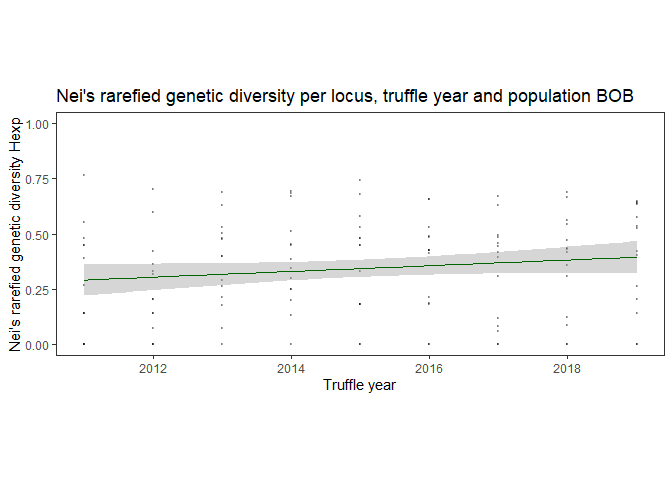 Nei's rarefied genetic diversity per locus, truffle year and population BOB
Nei's rarefied genetic diversity Hexp
1.00
0.75
0.50
0.25
0.00
2012 2014 2016 2018
Truffle year